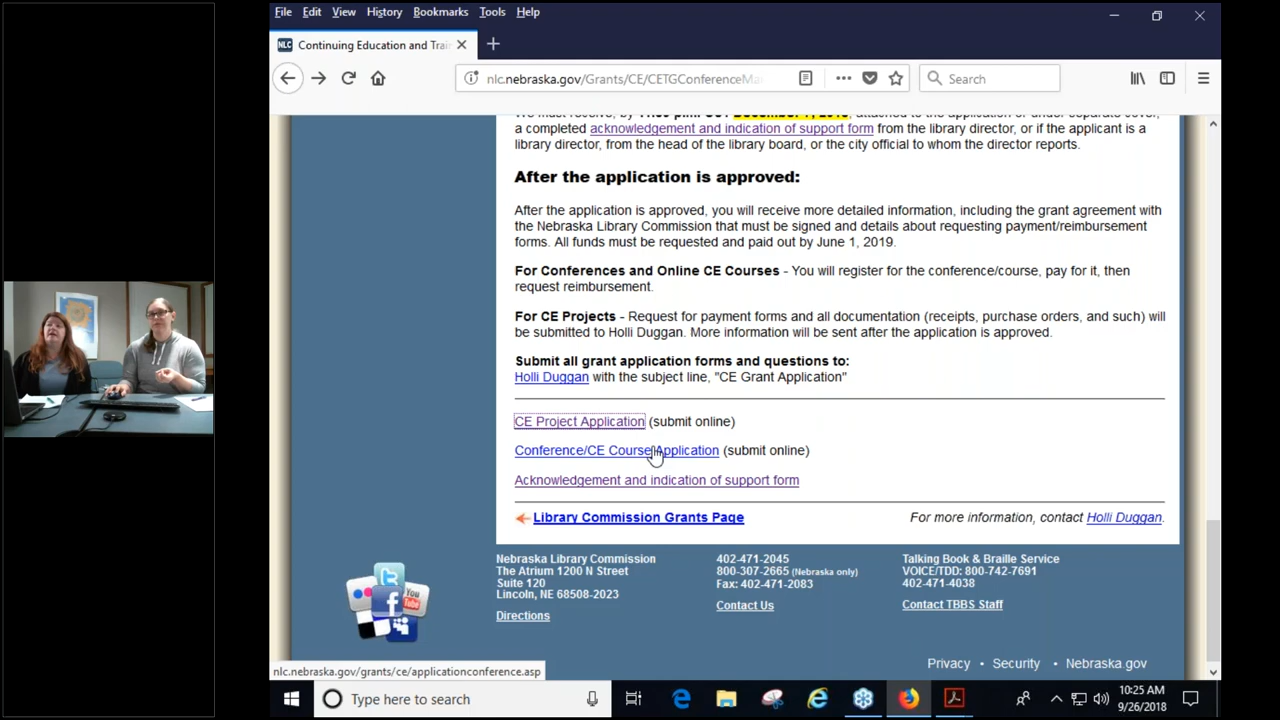 File Edit View History Bookmarks Tools Help
NLC Continuing Education and Trai
nlc.nebraska.gov/Grants/CE/CETGConferenceMa
Search
a completed acknowledgement and indication of support form from the library director, or if the applicant is a
library director, from the head of the library board, or the city official to whom the director reports.
After the application is approved:
After the application is approved, you will receive more detailed information, including the grant agreement with
the Nebraska Library Commission that must be signed and details about requesting payment/reimbursement
forms. All funds must be requested and paid out by June 1, 2019.
For Conferences and Online CE Courses - You will register for the conference/course, pay for it, then
request reimbursement.
For CE Projects - Request for payment forms and all documentation (receipts, purchase orders, and such) will
be submitted to Holli Duggan. More information will be sent after the application is approved.
Submit all grant application forms and questions to:
Holli Duggan with the subject line, "CE Grant Application"
CE Project Application (submit online)
Conference/CE Course Application (submit online)
Acknowledgement and indication of support form
Library Commission Grants Page
For more information, contact Holli Duggan.
Nebraska Library Commission
The Atrium 1200 N Street
Suite 120
Lincoln, NE 68508-2023
Directions
402-471-2045
800-307-2665 (Nebraska only)
Fax: 402-471-2083
Contact Us
Talking Book & Braille Service
VOICE/TDD: 800-742-7691
402-471-4038
Contact TBBS Staff
You
Tube
Privacy • Security • Nebraska.gov
nlc.nebraska.gov/grants/ce/applicationconference.asp
Type here to search
10:25 AM
9/26/2018